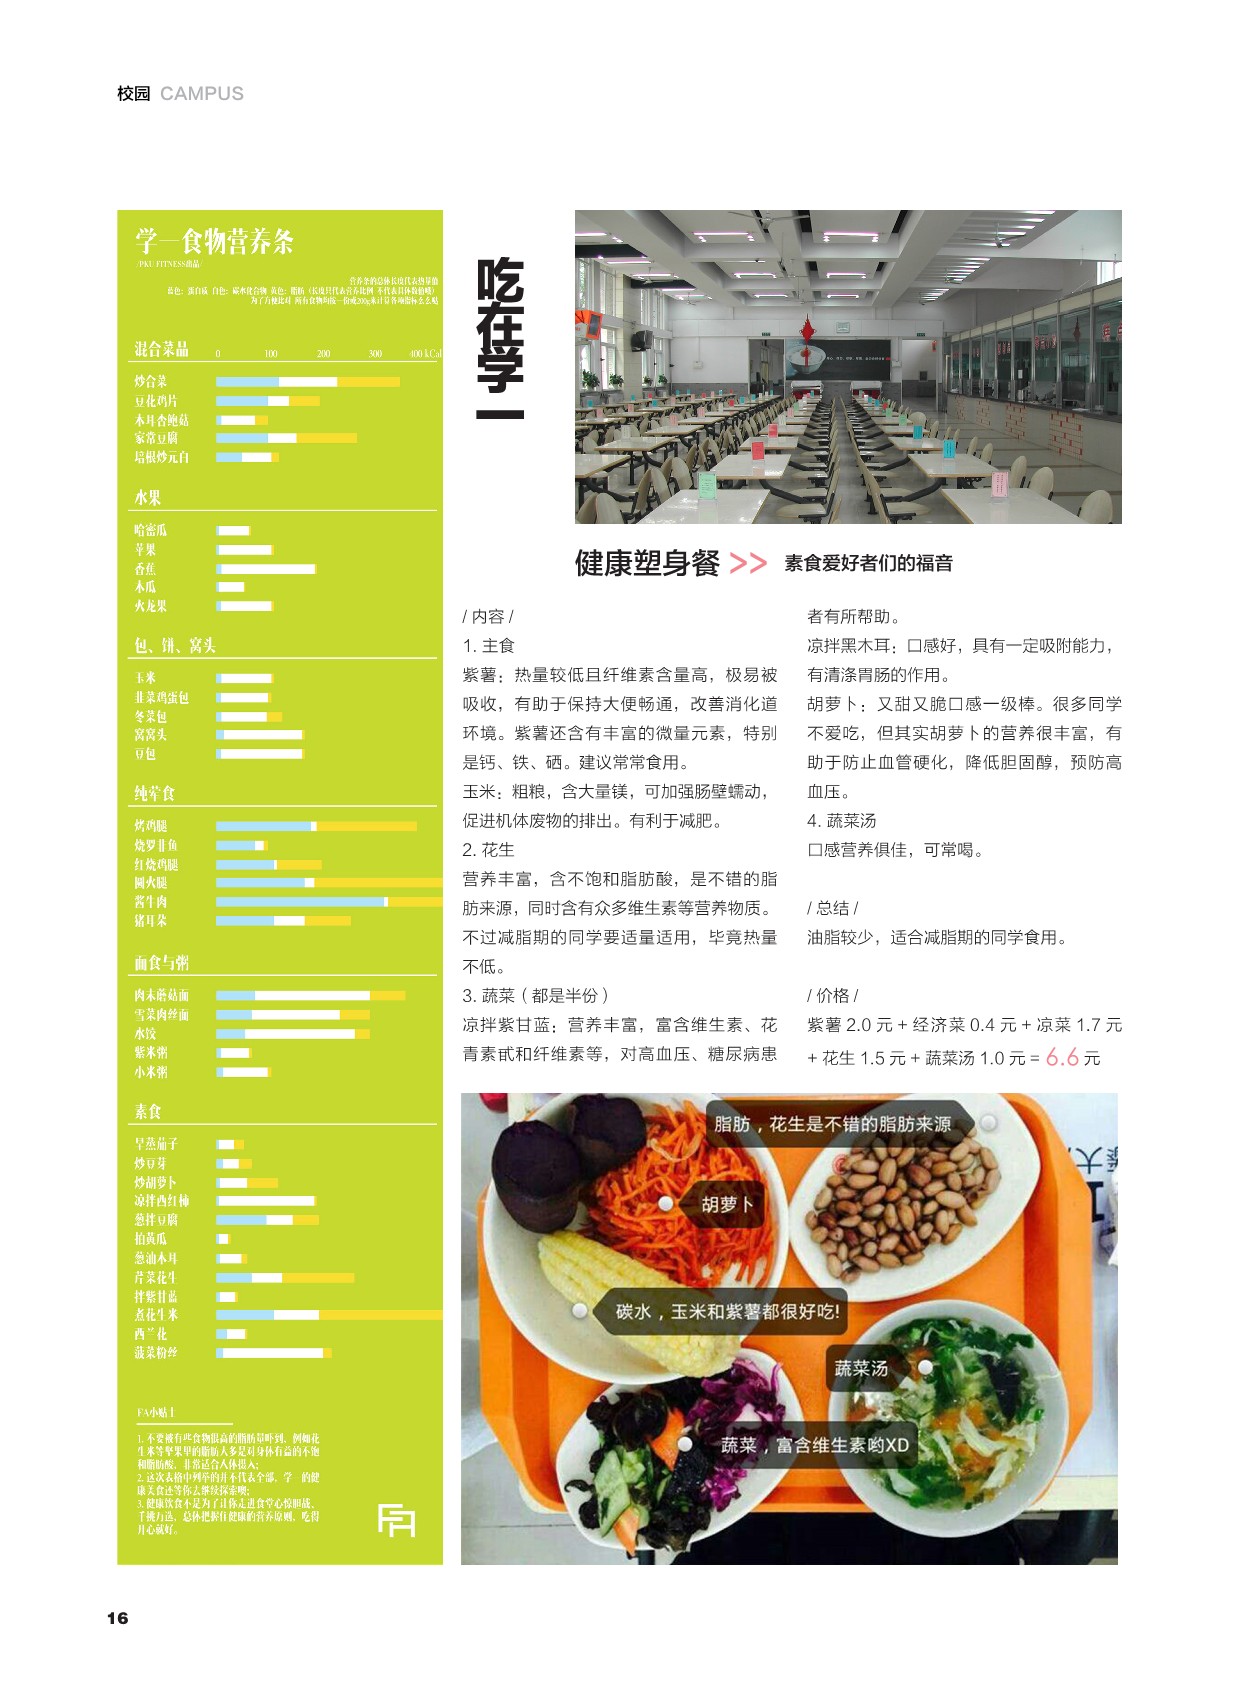 校园 CAMPUS
学一食物营养条
/PKU FITNESS出品/
营养条的总体长度代表热量值
蓝色：蛋白质 白色：碳水化合物 黄色：脂肪（长度只代表营养比例 不代表具体数值哦）
为了方便比对 所有食物均按一份或200g来计量各项指标么么哒
混合菜品 0 100 200 300 400 kCal
炒合菜
豆花鸡片
木耳杏鲍菇
家常豆腐
培根炒元白
水果
哈密瓜
苹果
香蕉
木瓜
火龙果
包、饼、窝头
玉米
韭菜鸡蛋包
冬菜包
窝窝头
豆包
纯荤食
烤鸡腿
烧罗非鱼
红烧鸡腿
圆火腿
酱牛肉
猪耳朵
面食与粥
肉末蘑菇面
雪菜肉丝面
水饺
紫米粥
小米粥
素食
旱蒸茄子
炒豆芽
炒胡萝卜
凉拌西红柿
葱拌豆腐
拍黄瓜
葱油木耳
芹菜花生
拌紫甘蓝
煮花生米
西兰花
菠菜粉丝
FA小贴士
1. 不要被有些食物很高的脂肪量吓到，例如花
生米等坚果里的脂肪大多是对身体有益的不饱
和脂肪酸，非常适合人体摄入；
2. 这次表格中列举的并不代表全部，学一的健
康美食还等你去继续探索噢；
3. 健康饮食不是为了让你走进食堂心惊胆战、
千挑万选，总体把握住健康的营养原则，吃得
开心就好。
FA
吃在学一
健康塑身餐 >> 素食爱好者们的福音
/ 内容 /
1. 主食
紫薯：热量较低且纤维素含量高，极易被
吸收，有助于保持大便畅通，改善消化道
环境。紫薯还含有丰富的微量元素，特别
是钙、铁、硒。建议常常食用。
玉米：粗粮，含大量镁，可加强肠壁蠕动，
促进机体废物的排出。有利于减肥。
2. 花生
营养丰富，含不饱和脂肪酸，是不错的脂
肪来源，同时含有众多维生素等营养物质。
不过减脂期的同学要适量适用，毕竟热量
不低。
3. 蔬菜（都是半份）
凉拌紫甘蓝：营养丰富，富含维生素、花
青素甙和纤维素等，对高血压、糖尿病患
者有所帮助。
凉拌黑木耳：口感好，具有一定吸附能力，
有清涤胃肠的作用。
胡萝卜：又甜又脆口感一级棒。很多同学
不爱吃，但其实胡萝卜的营养很丰富，有
助于防止血管硬化，降低胆固醇，预防高
血压。
4. 蔬菜汤
口感营养俱佳，可常喝。
/ 总结 /
油脂较少，适合减脂期的同学食用。
/ 价格 /
紫薯 2.0 元 + 经济菜 0.4 元 + 凉菜 1.7 元
+ 花生 1.5 元 + 蔬菜汤 1.0 元 = 6.6 元
脂肪，花生是不错的脂肪来源
胡萝卜
碳水，玉米和紫薯都很好吃!
蔬菜汤
蔬菜，富含维生素哟XD
16